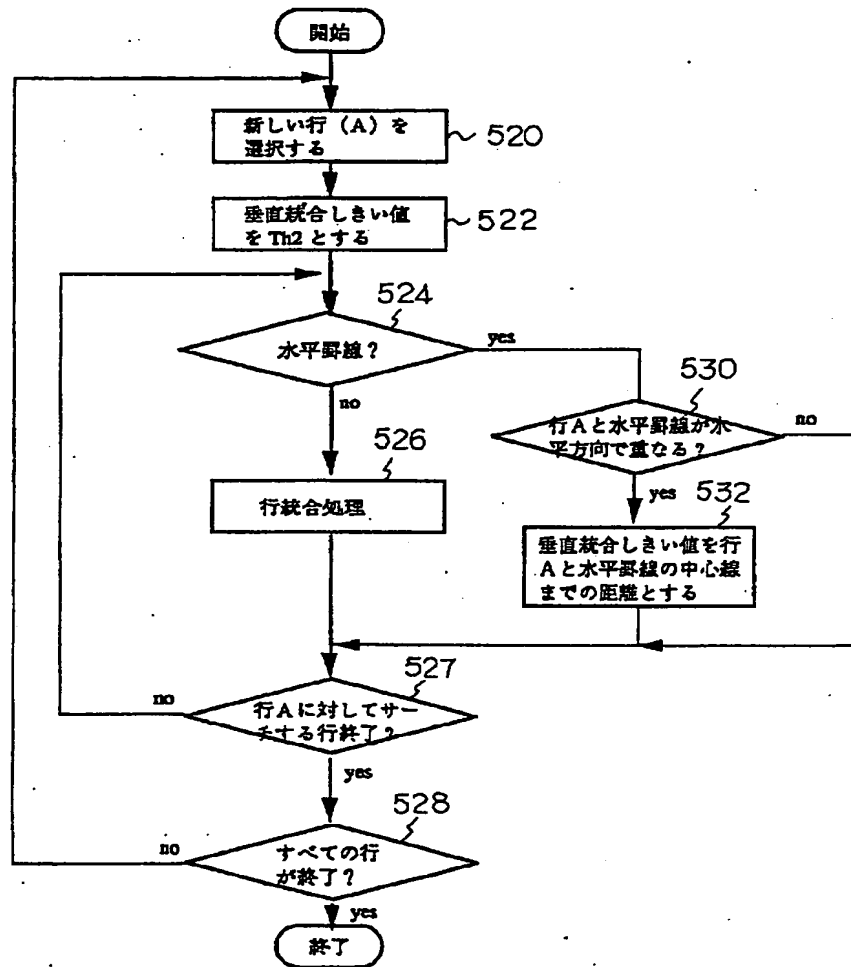 開始
新しい行（A）を
選択する
520
垂直統合しきい値
をTh2とする
522
524
水平罫線？
yes
no
530
行Aと水平罫線が水
平方向で重なる？
no
yes
526
行統合処理
532
垂直統合しきい値を行
Aと水平罫線の中心線
までの距離とする
527
行Aに対してサー
チする行終了？
no
yes
528
すべての行
が終了？
no
yes
終了